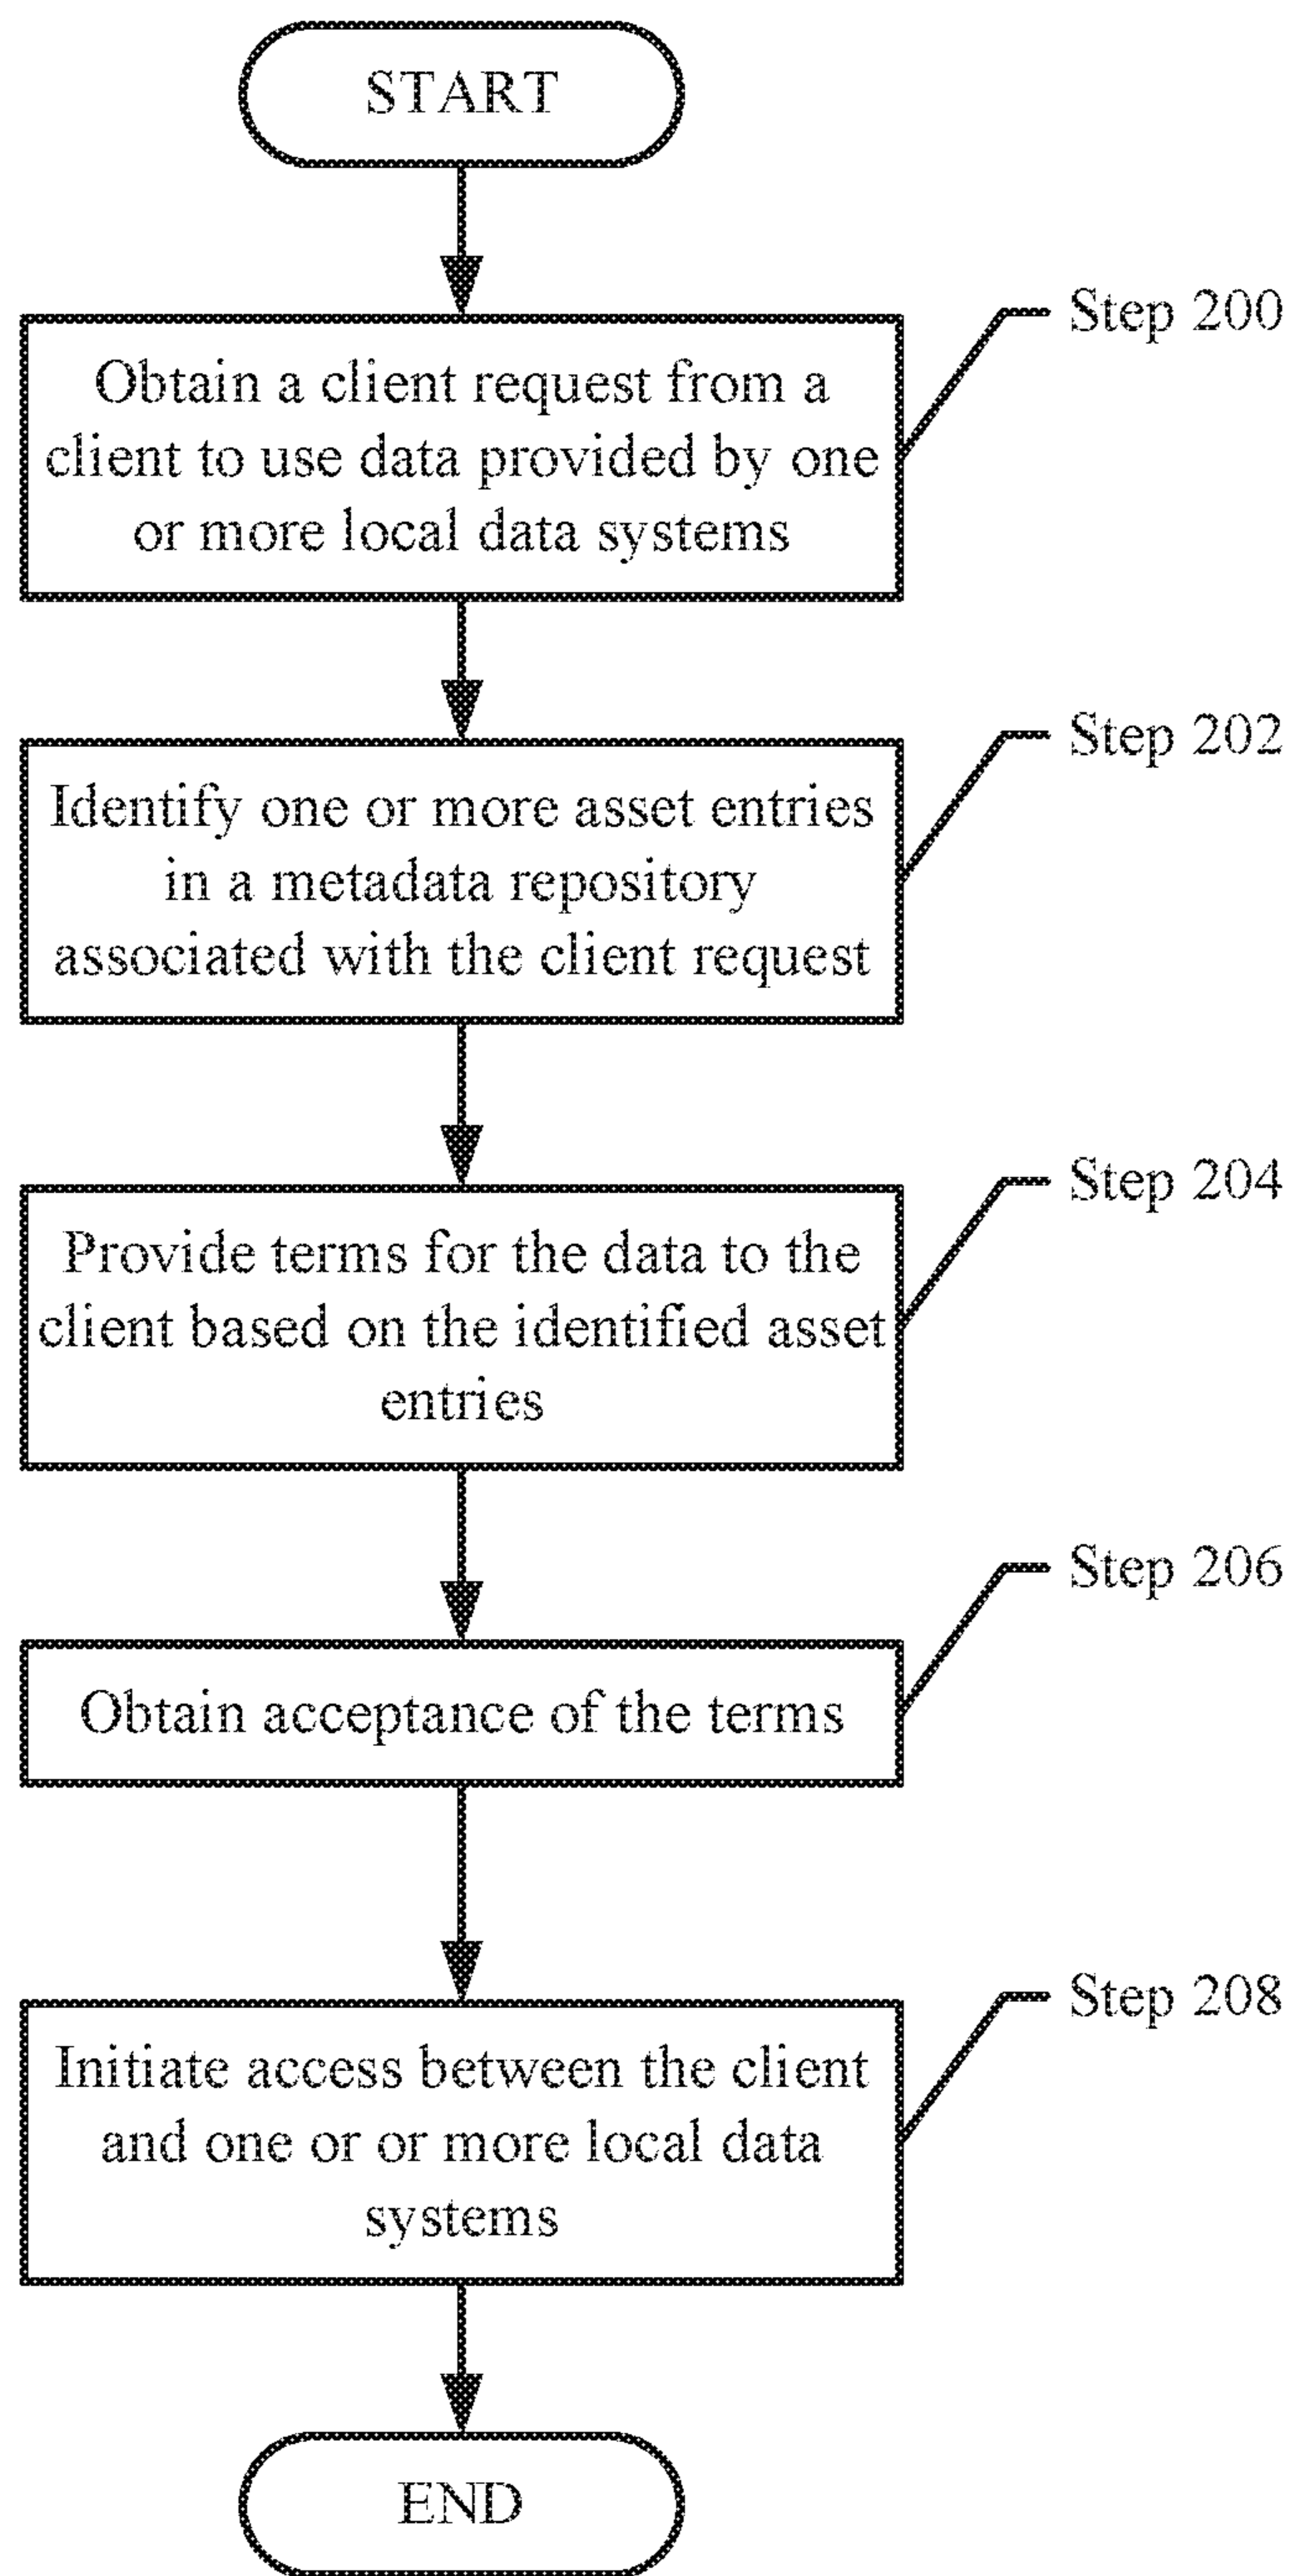 START
Step 200
Obtain a client request from a
client to use data provided by one
or more local data systems
Step 202
Identify one or more asset entries
in a metadata repository
associated with the client request
Step 204
Provide terms for the data to the
client based on the identified asset
entries
Step 206
Obtain acceptance of the terms
Step 208
Initiate access between the client
and one or or more local data
systems
END